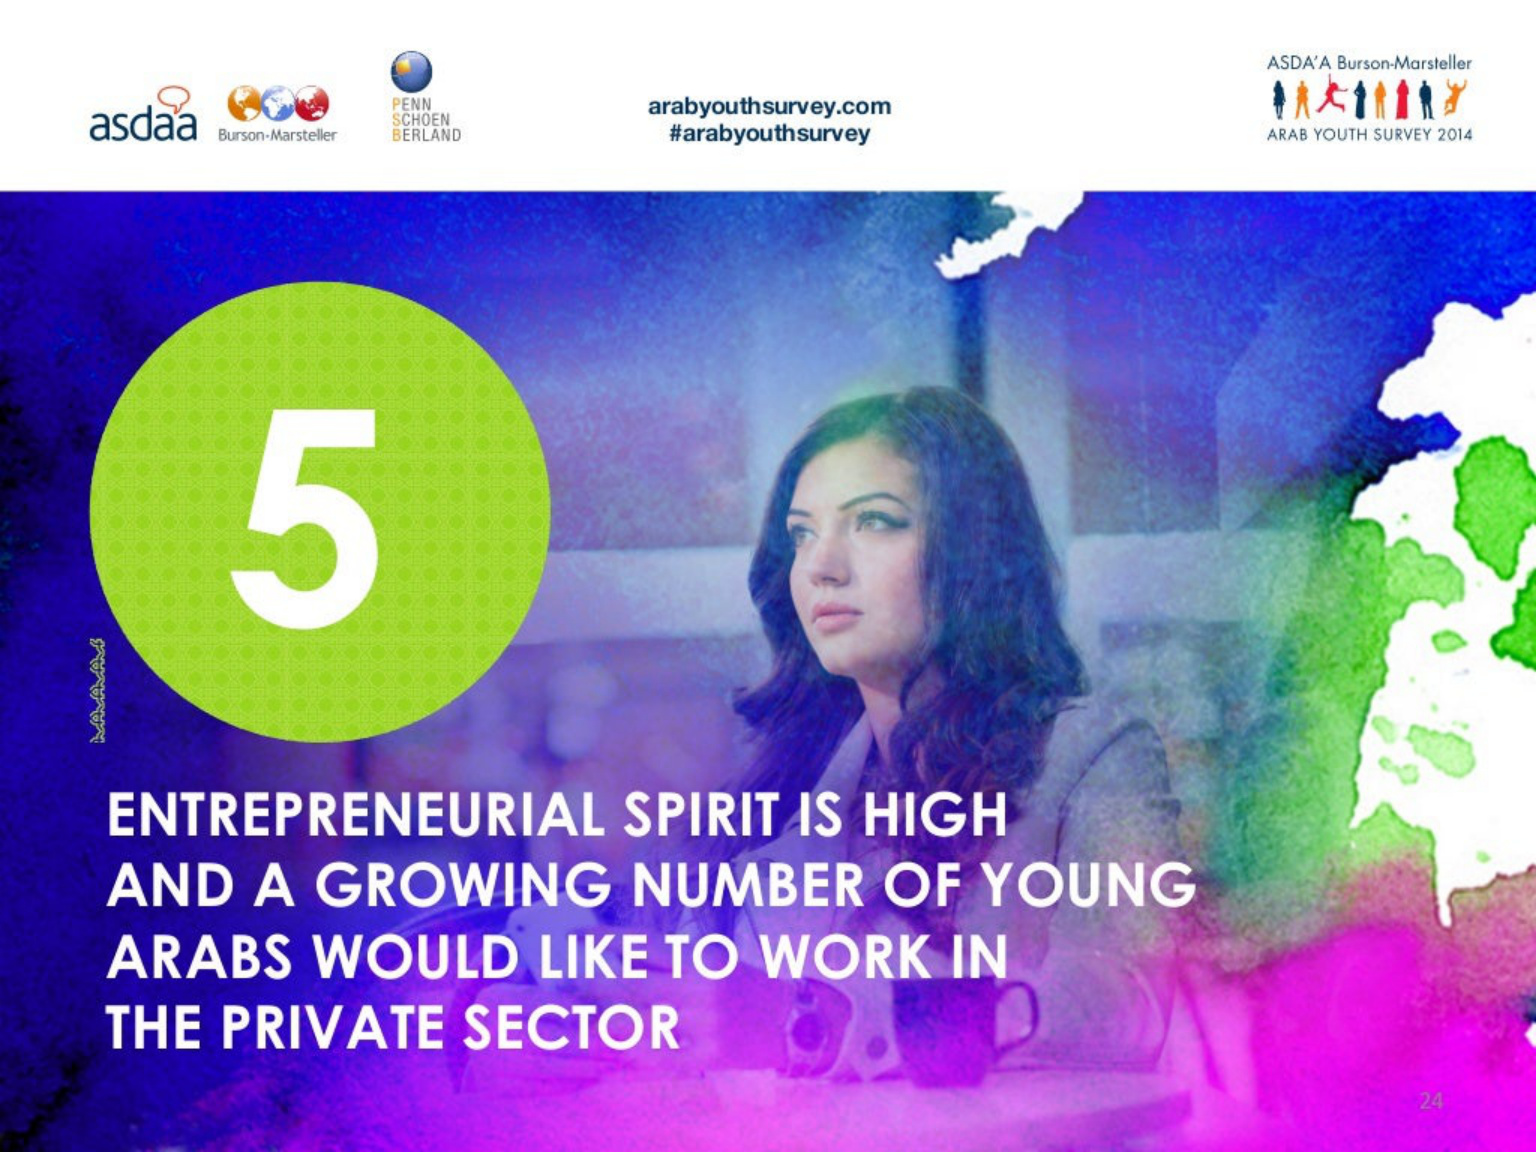 asdaa
Burson-Marsteller
PENN
SCHOEN
BERLAND
arabyouthsurvey.com
#arabyouthsurvey
ASDA'A Burson-Marsteller
ARAB YOUTH SURVEY 2014
5
ENTREPRENEURIAL SPIRIT IS HIGH
AND A GROWING NUMBER OF YOUNG
ARABS WOULD LIKE TO WORK IN
THE PRIVATE SECTOR
24